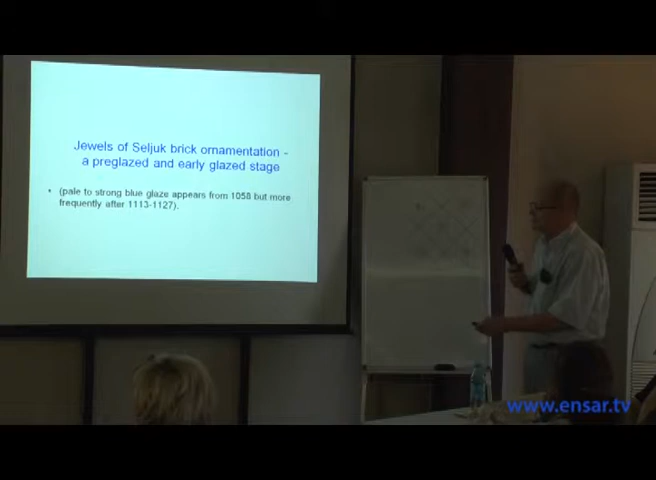 Jewels of Seljuk brick ornamentation -
a preglazed and early glazed stage
• (pale to strong blue glaze appears from 1058 but more
frequently after 1113-1127).
www.ensar.tv